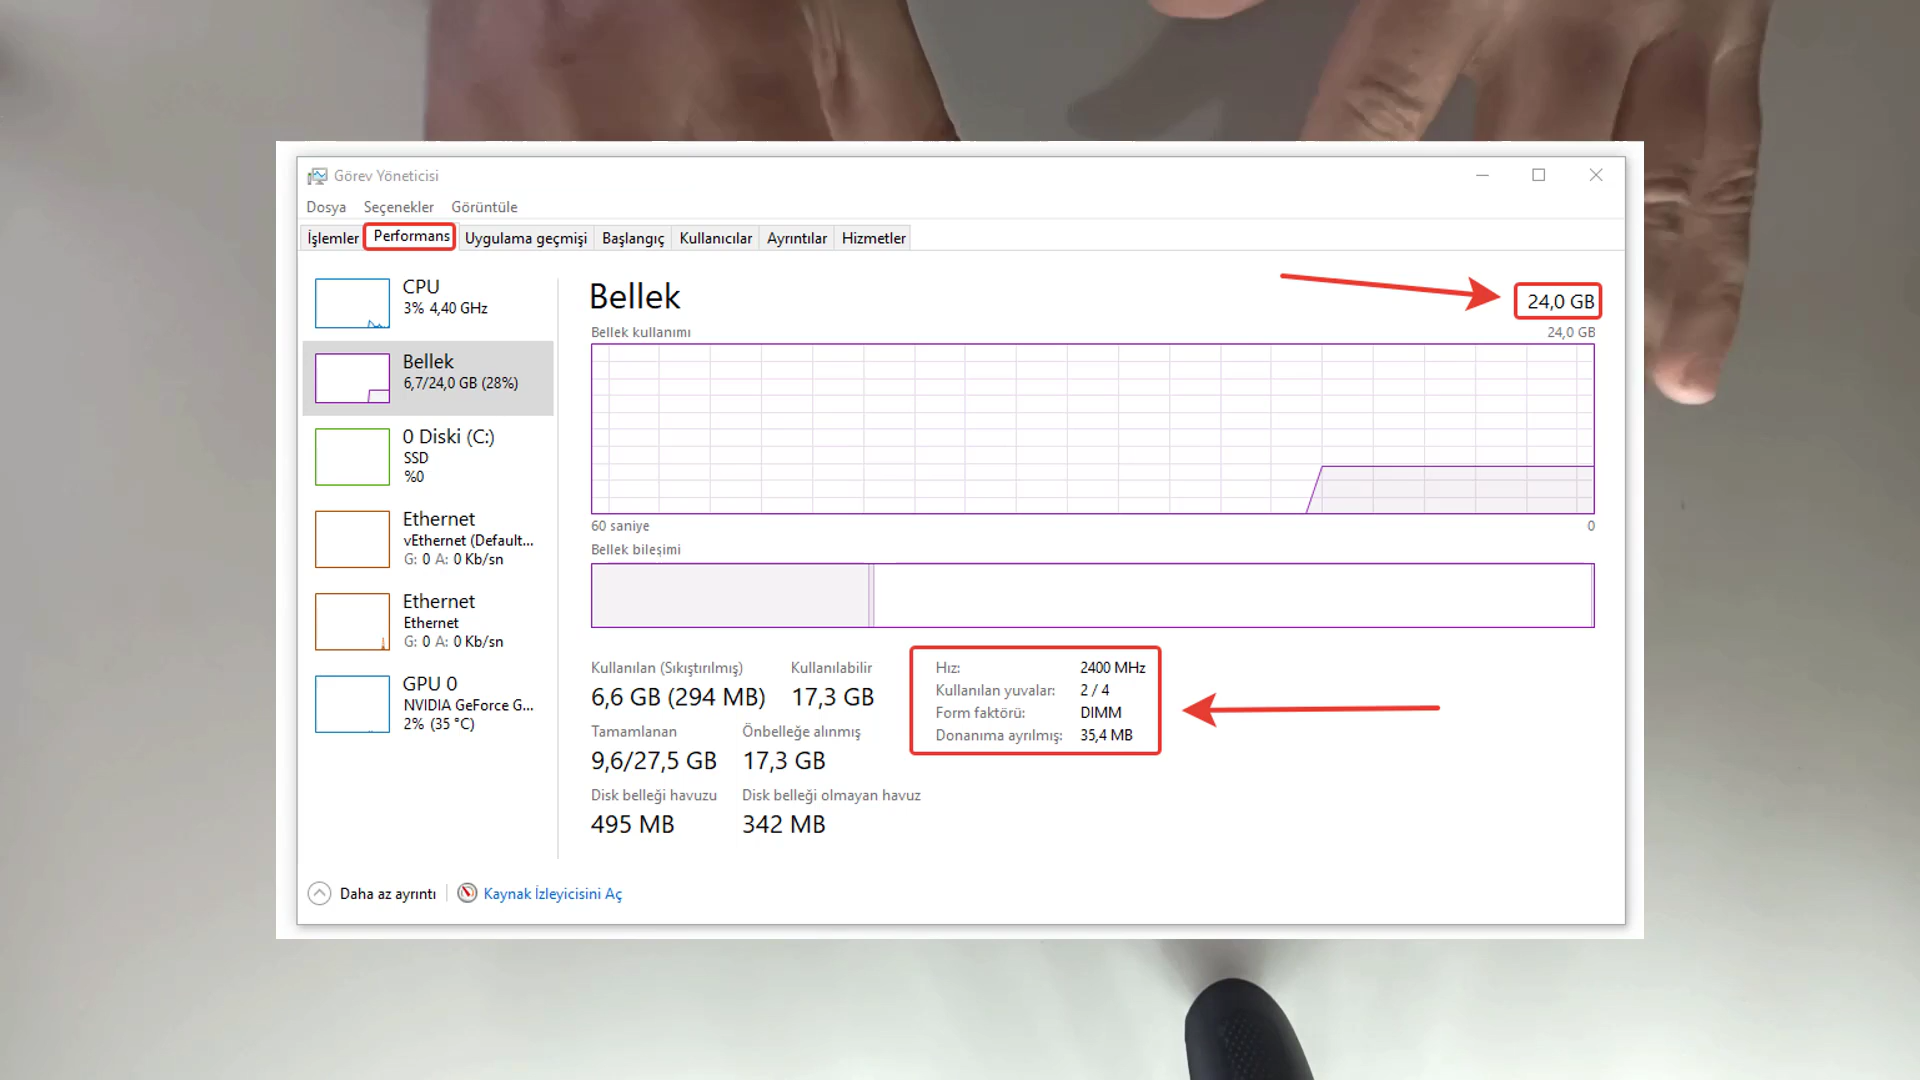 Görev Yöneticisi
Dosya Seçenekler Görüntüle
İşlemler Performans Uygulama geçmişi Başlangıç Kullanıcılar Ayrıntılar Hizmetler
CPU
3% 4,40 GHz
Bellek
6,7/24,0 GB (28%)
0 Diski (C:)
SSD
%0
Ethernet
vEthernet (Default...
G: 0 A: 0 Kb/sn
Ethernet
Ethernet
G: 0 A: 0 Kb/sn
GPU 0
NVIDIA GeForce G...
2% (35 °C)
Bellek 24,0 GB
Bellek kullanımı 24,0 GB
60 saniye 0
Bellek bileşimi
Kullanılan (Sıkıştırılmış) Kullanılabilir
6,6 GB (294 MB) 17,3 GB
Tamamlanan Önbelleğe alınmış
9,6/27,5 GB 17,3 GB
Disk belleği havuzu Disk belleği olmayan havuz
495 MB 342 MB
Hız: 2400 MHz
Kullanılan yuvalar: 2 / 4
Form faktörü: DIMM
Donanıma ayrılmış: 35,4 MB
Daha az ayrıntı Kaynak İzleyicisini Aç